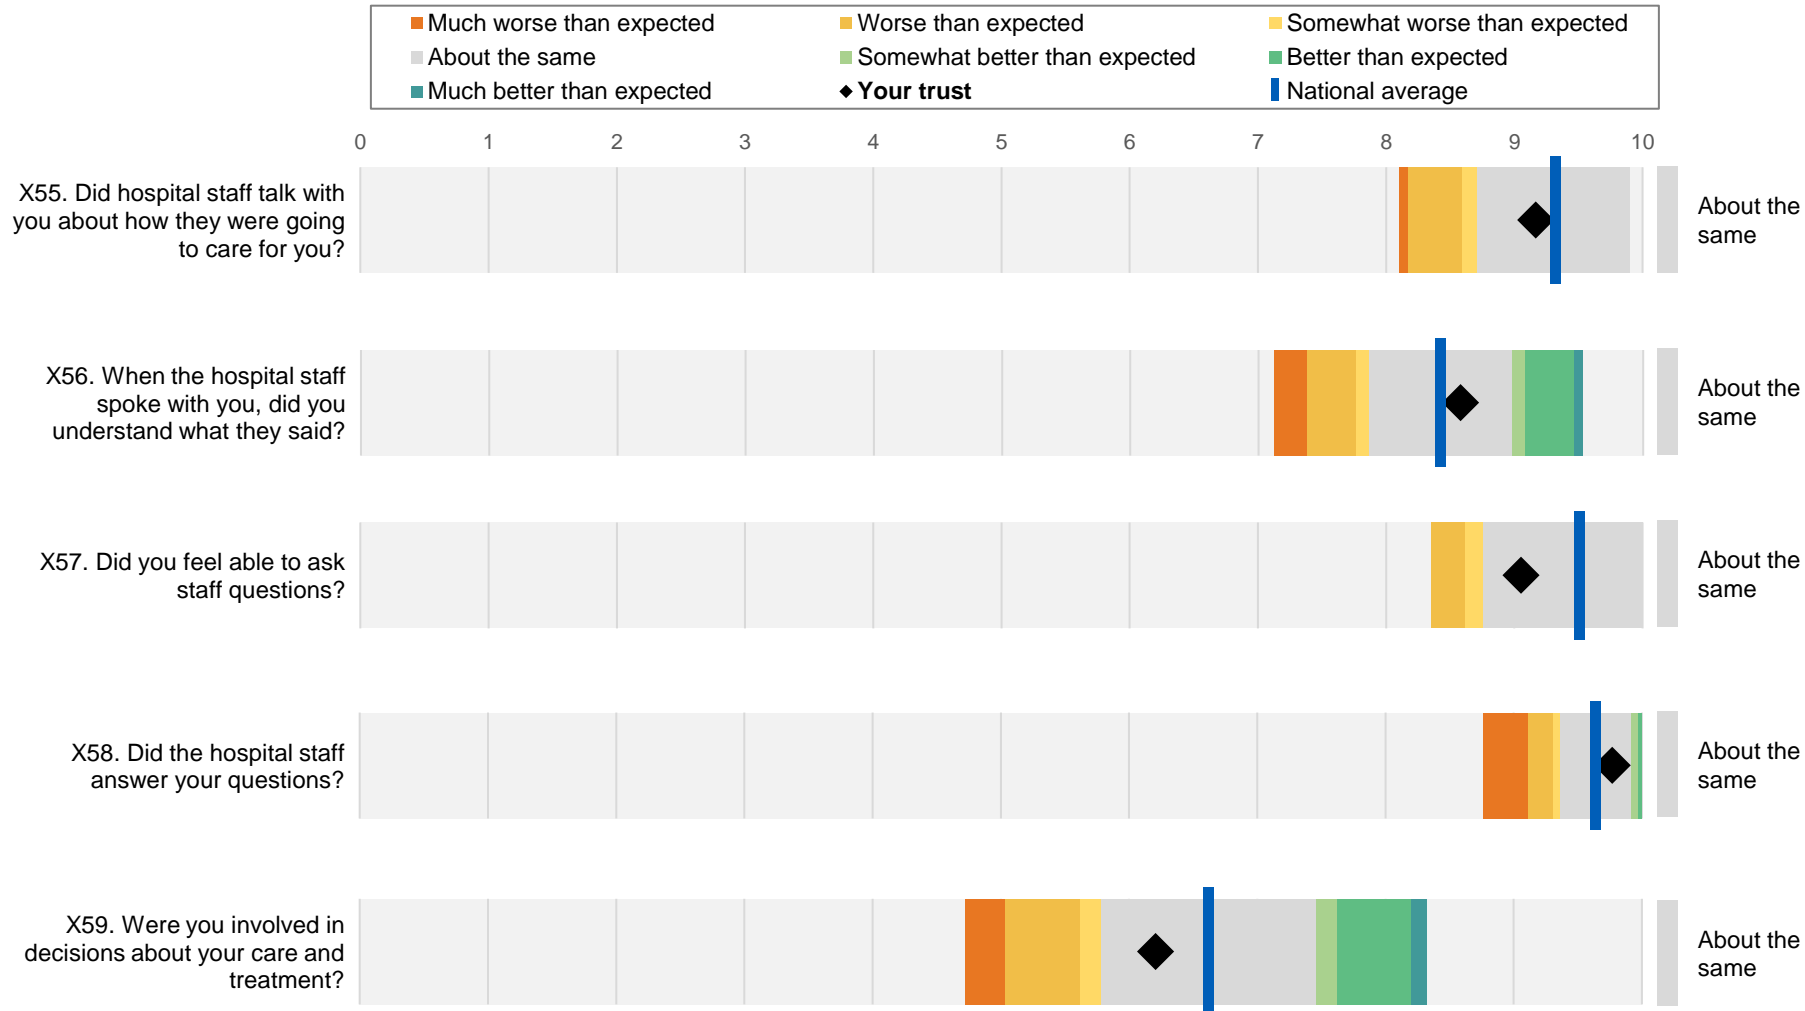 Much worse than expected
Worse than expected
Somewhat worse than expected
About the same
Somewhat better than expected
Better than expected
Much better than expected
Your trust
National average
0 1 2 3 4 5 6 7 8 9 10
X55. Did hospital staff talk with
you about how they were going
to care for you?
About the
same
X56. When the hospital staff
spoke with you, did you
understand what they said?
About the
same
X57. Did you feel able to ask
staff questions?
About the
same
X58. Did the hospital staff
answer your questions?
About the
same
X59. Were you involved in
decisions about your care and
treatment?
About the
same